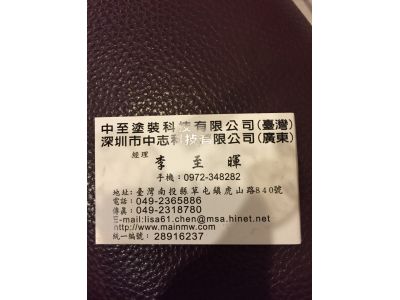 中至塗裝科技有限公司(臺灣)
深圳市中志科技有限公司(廣東)
經理
李至暉
手機：0972-348282
地址：臺灣南投縣草屯鎮虎山路840號
電話：049-2365886
傳真：049-2318780
E-mail:lisa61.chen@msa.hinet.net
http://www.mainmw.com
統一編號：28916237